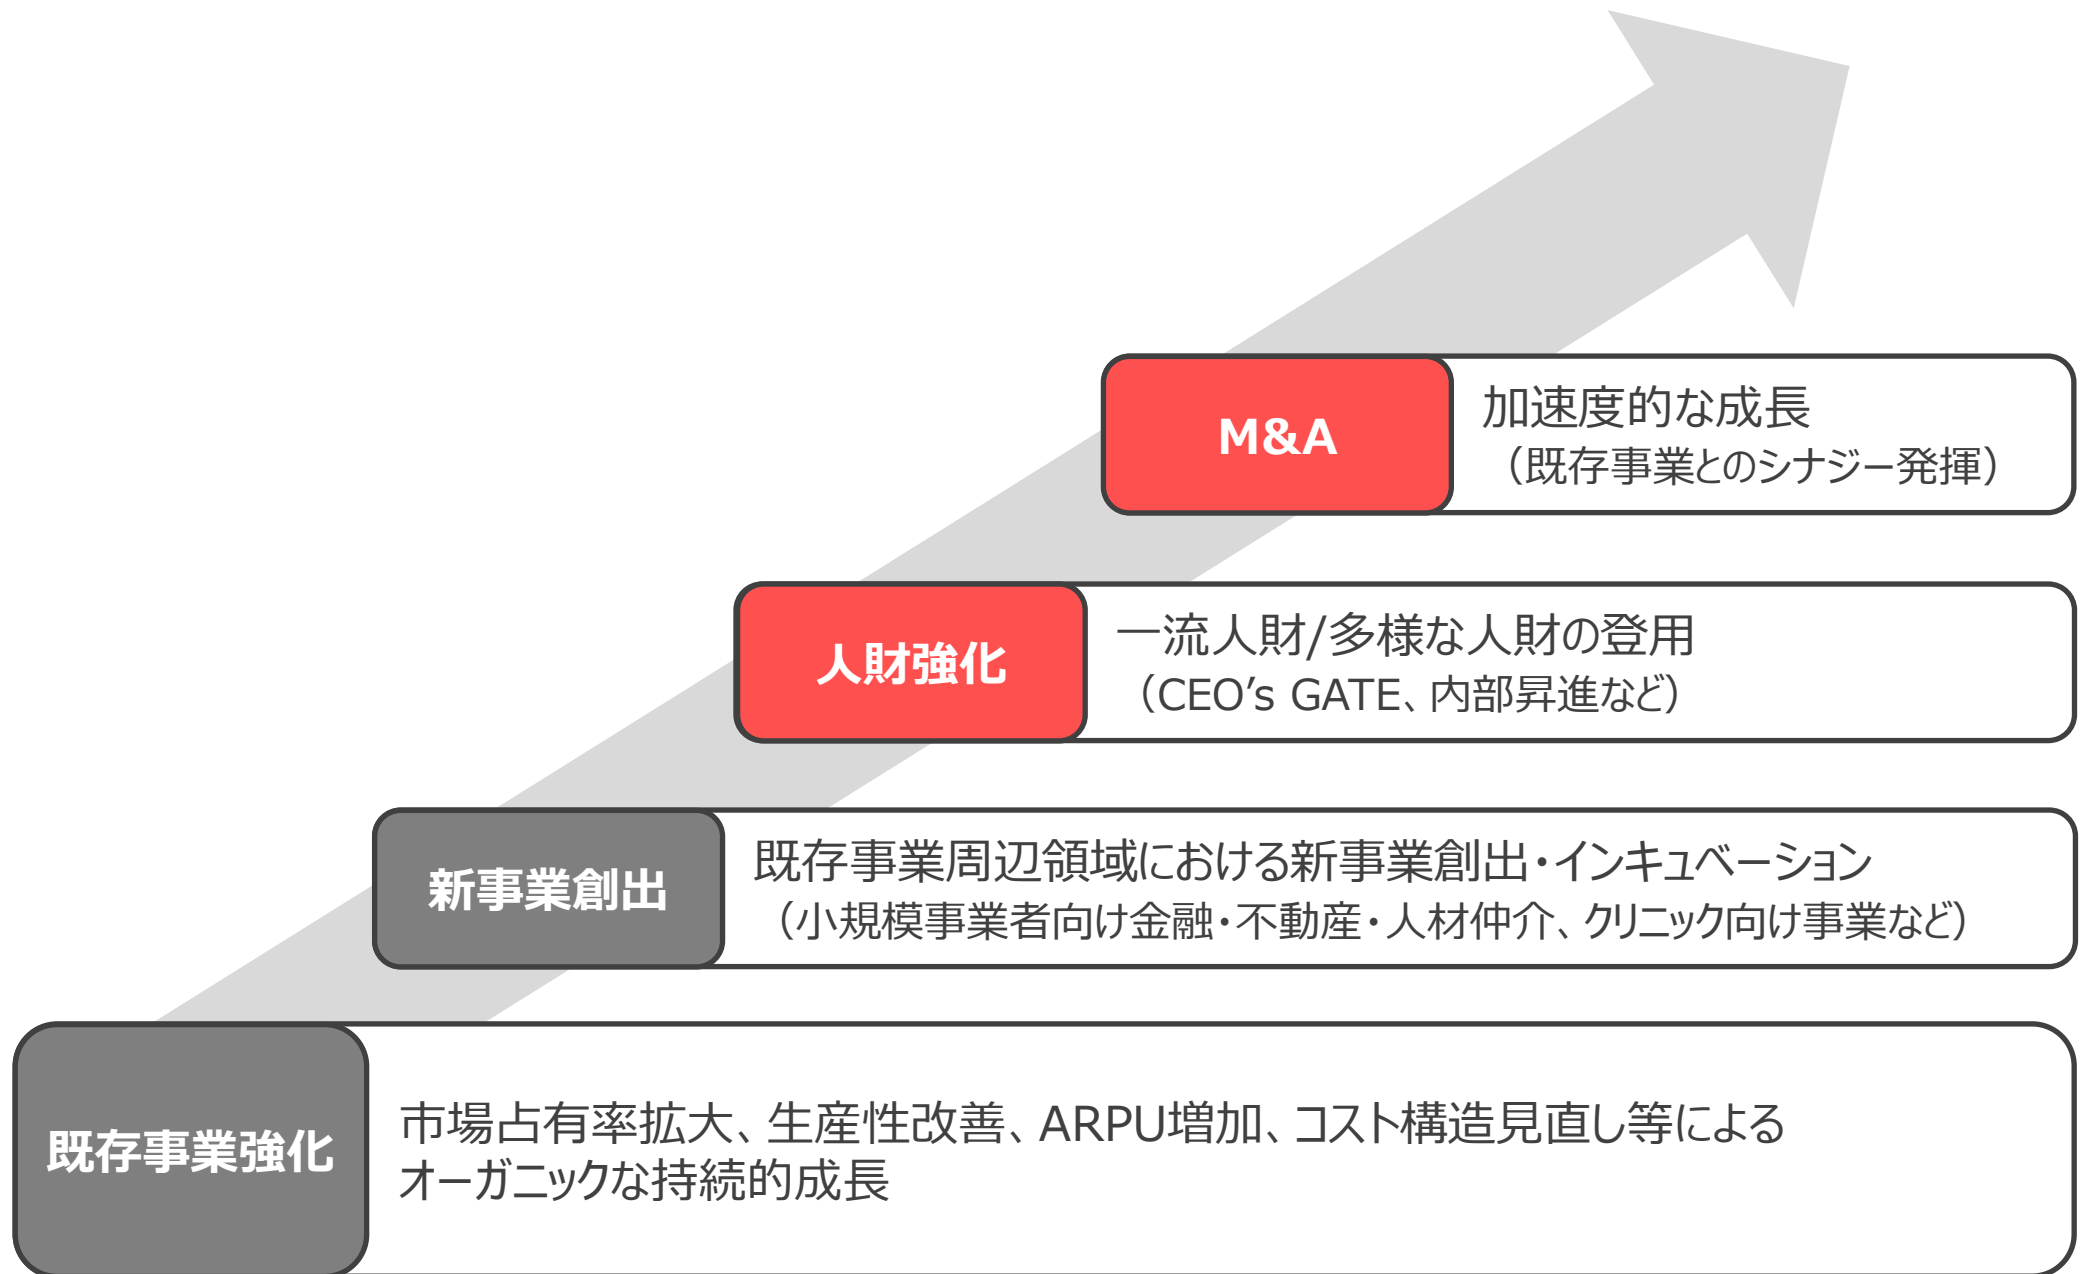 M&A
加速度的な成長
（既存事業とのシナジー発揮）
人財強化
一流人財/多様な人財の登用
（CEO’s GATE、内部昇進など）
新事業創出
既存事業周辺領域における新事業創出・インキュベーション
（小規模事業者向け金融・不動産・人材仲介、クリニック向け事業など）
既存事業強化
市場占有率拡大、生産性改善、ARPU増加、コスト構造見直し等による
オーガニックな持続的成長